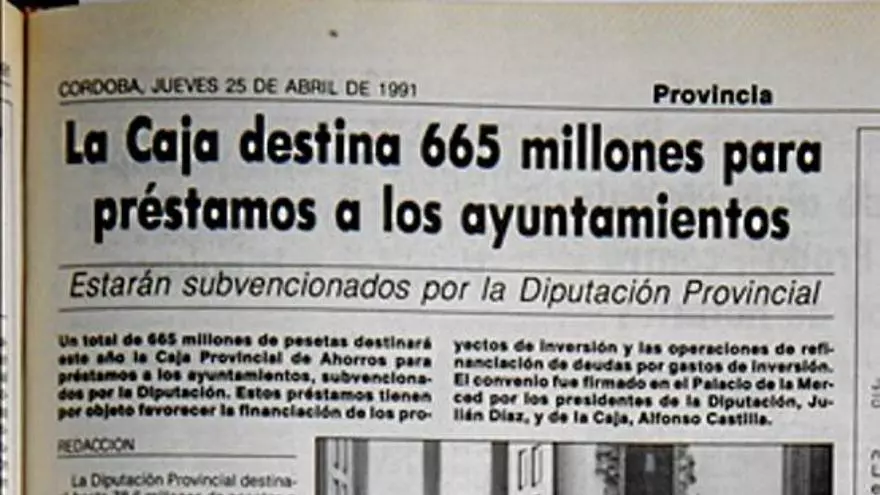 CORDOBA, JUEVES 25 DE ABRIL DE 1991
Provincia
La Caja destina 665 millones para
préstamos a los ayuntamientos
Estarán subvencionados por la Diputación Provincial
Un total de 665 millones de pesetas destinará
este año la Caja Provincial de Ahorros para
préstamos a los ayuntamientos, subvenciona-
dos por la Diputación. Estos préstamos tienen
por objeto favorecer la financiación de los pro-
yectos de inversión y las operaciones de refi-
nanciación de deudas por gastos de inversión.
El convenio fue firmado en el Palacio de la Mer-
ced por los presidentes de la Diputación, Ju-
lián Díaz, y de la Caja, Alfonso Castilla.
REDACCION
La Diputación Provincial destina-